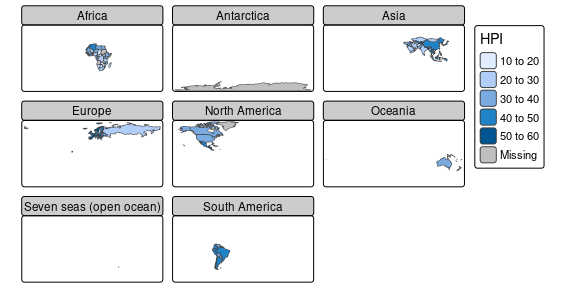 Africa
Antarctica
Asia
Europe
North America
Oceania
Seven seas (open ocean)
South America
HPI
10 to 20
20 to 30
30 to 40
40 to 50
50 to 60
Missing